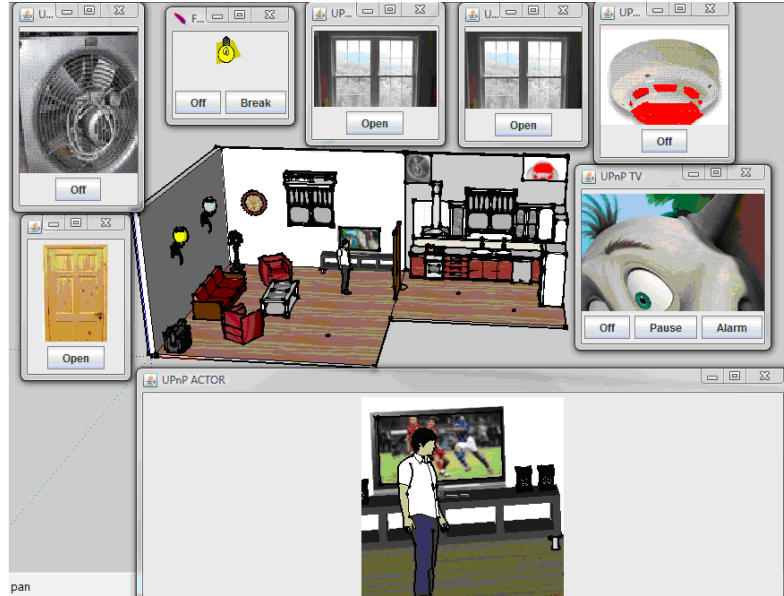 U...
F...
UP...
U...
UP...
Off
Break
Open
Open
Off
Off
UPnP TV
Off
Pause
Alarm
Open
UPnP ACTOR
pan